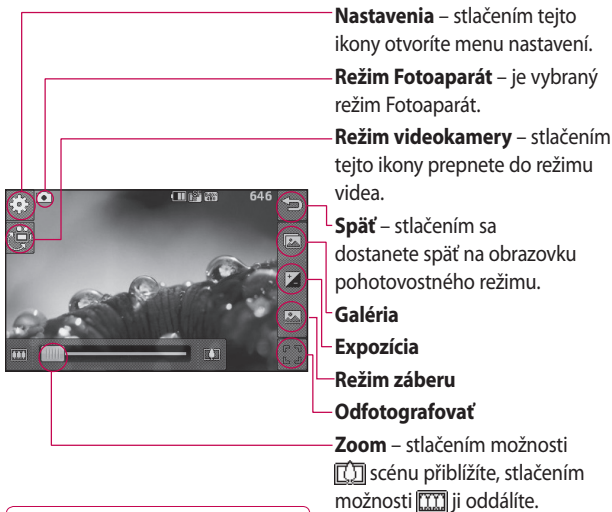 Nastavenia – stlačením tejto
ikony otvoríte menu nastavení.
Režim Fotoaparát – je vybraný
režim Fotoaparát.
Režim videokamery – stlačením
tejto ikony prepnete do režimu
videa.
646
Späť – stlačením sa
dostanete späť na obrazovku
pohotovostného režimu.
Galéria
Expozícia
Režim záberu
Odfotografovať
Zoom – stlačením možnosti
scénu přiblížíte, stlačením
možnosti ji oddálíte.